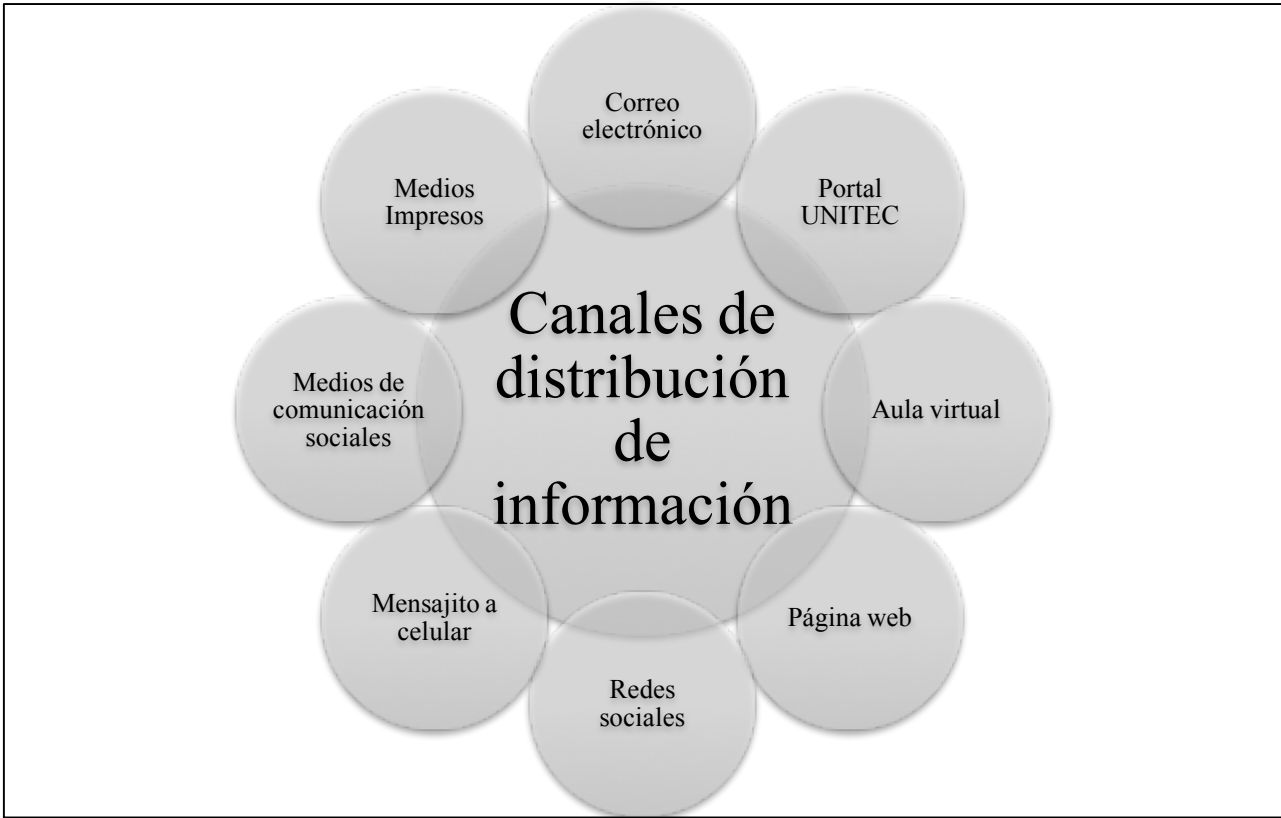 Correo
electrónico
Portal
UNITEC
Aula virtual
Página web
Redes
sociales
Mensajito a
celular
Medios de
comunicación
sociales
Medios
Impresos
Canales de
distribución
de
información